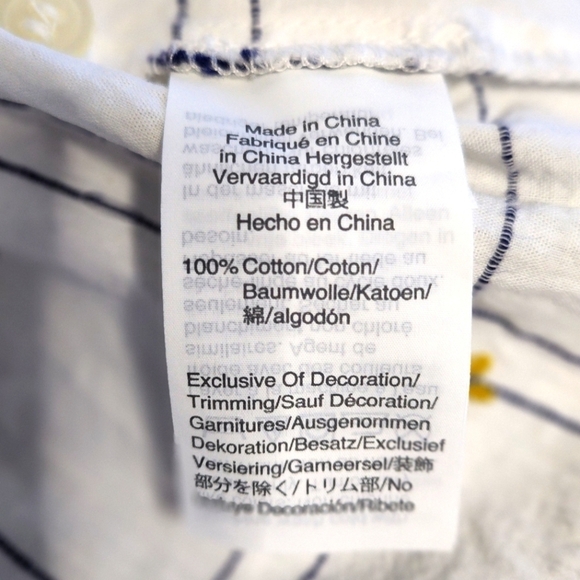 Made in China
Fabriqué en Chine
in China Hergestellt
Vervaardigd in China
中国製
Hecho en China
100% Cotton/Coton/
Baumwolle/Katoen/
綿/algodón
Exclusive Of Decoration/
Trimming/Sauf Décoration/
Garnitures/Ausgenommen
Dekoration/Besatz/Exclusief
Versiering/Garneersel/装飾
部分を除く/トリム部/No
Decoración/Ribete